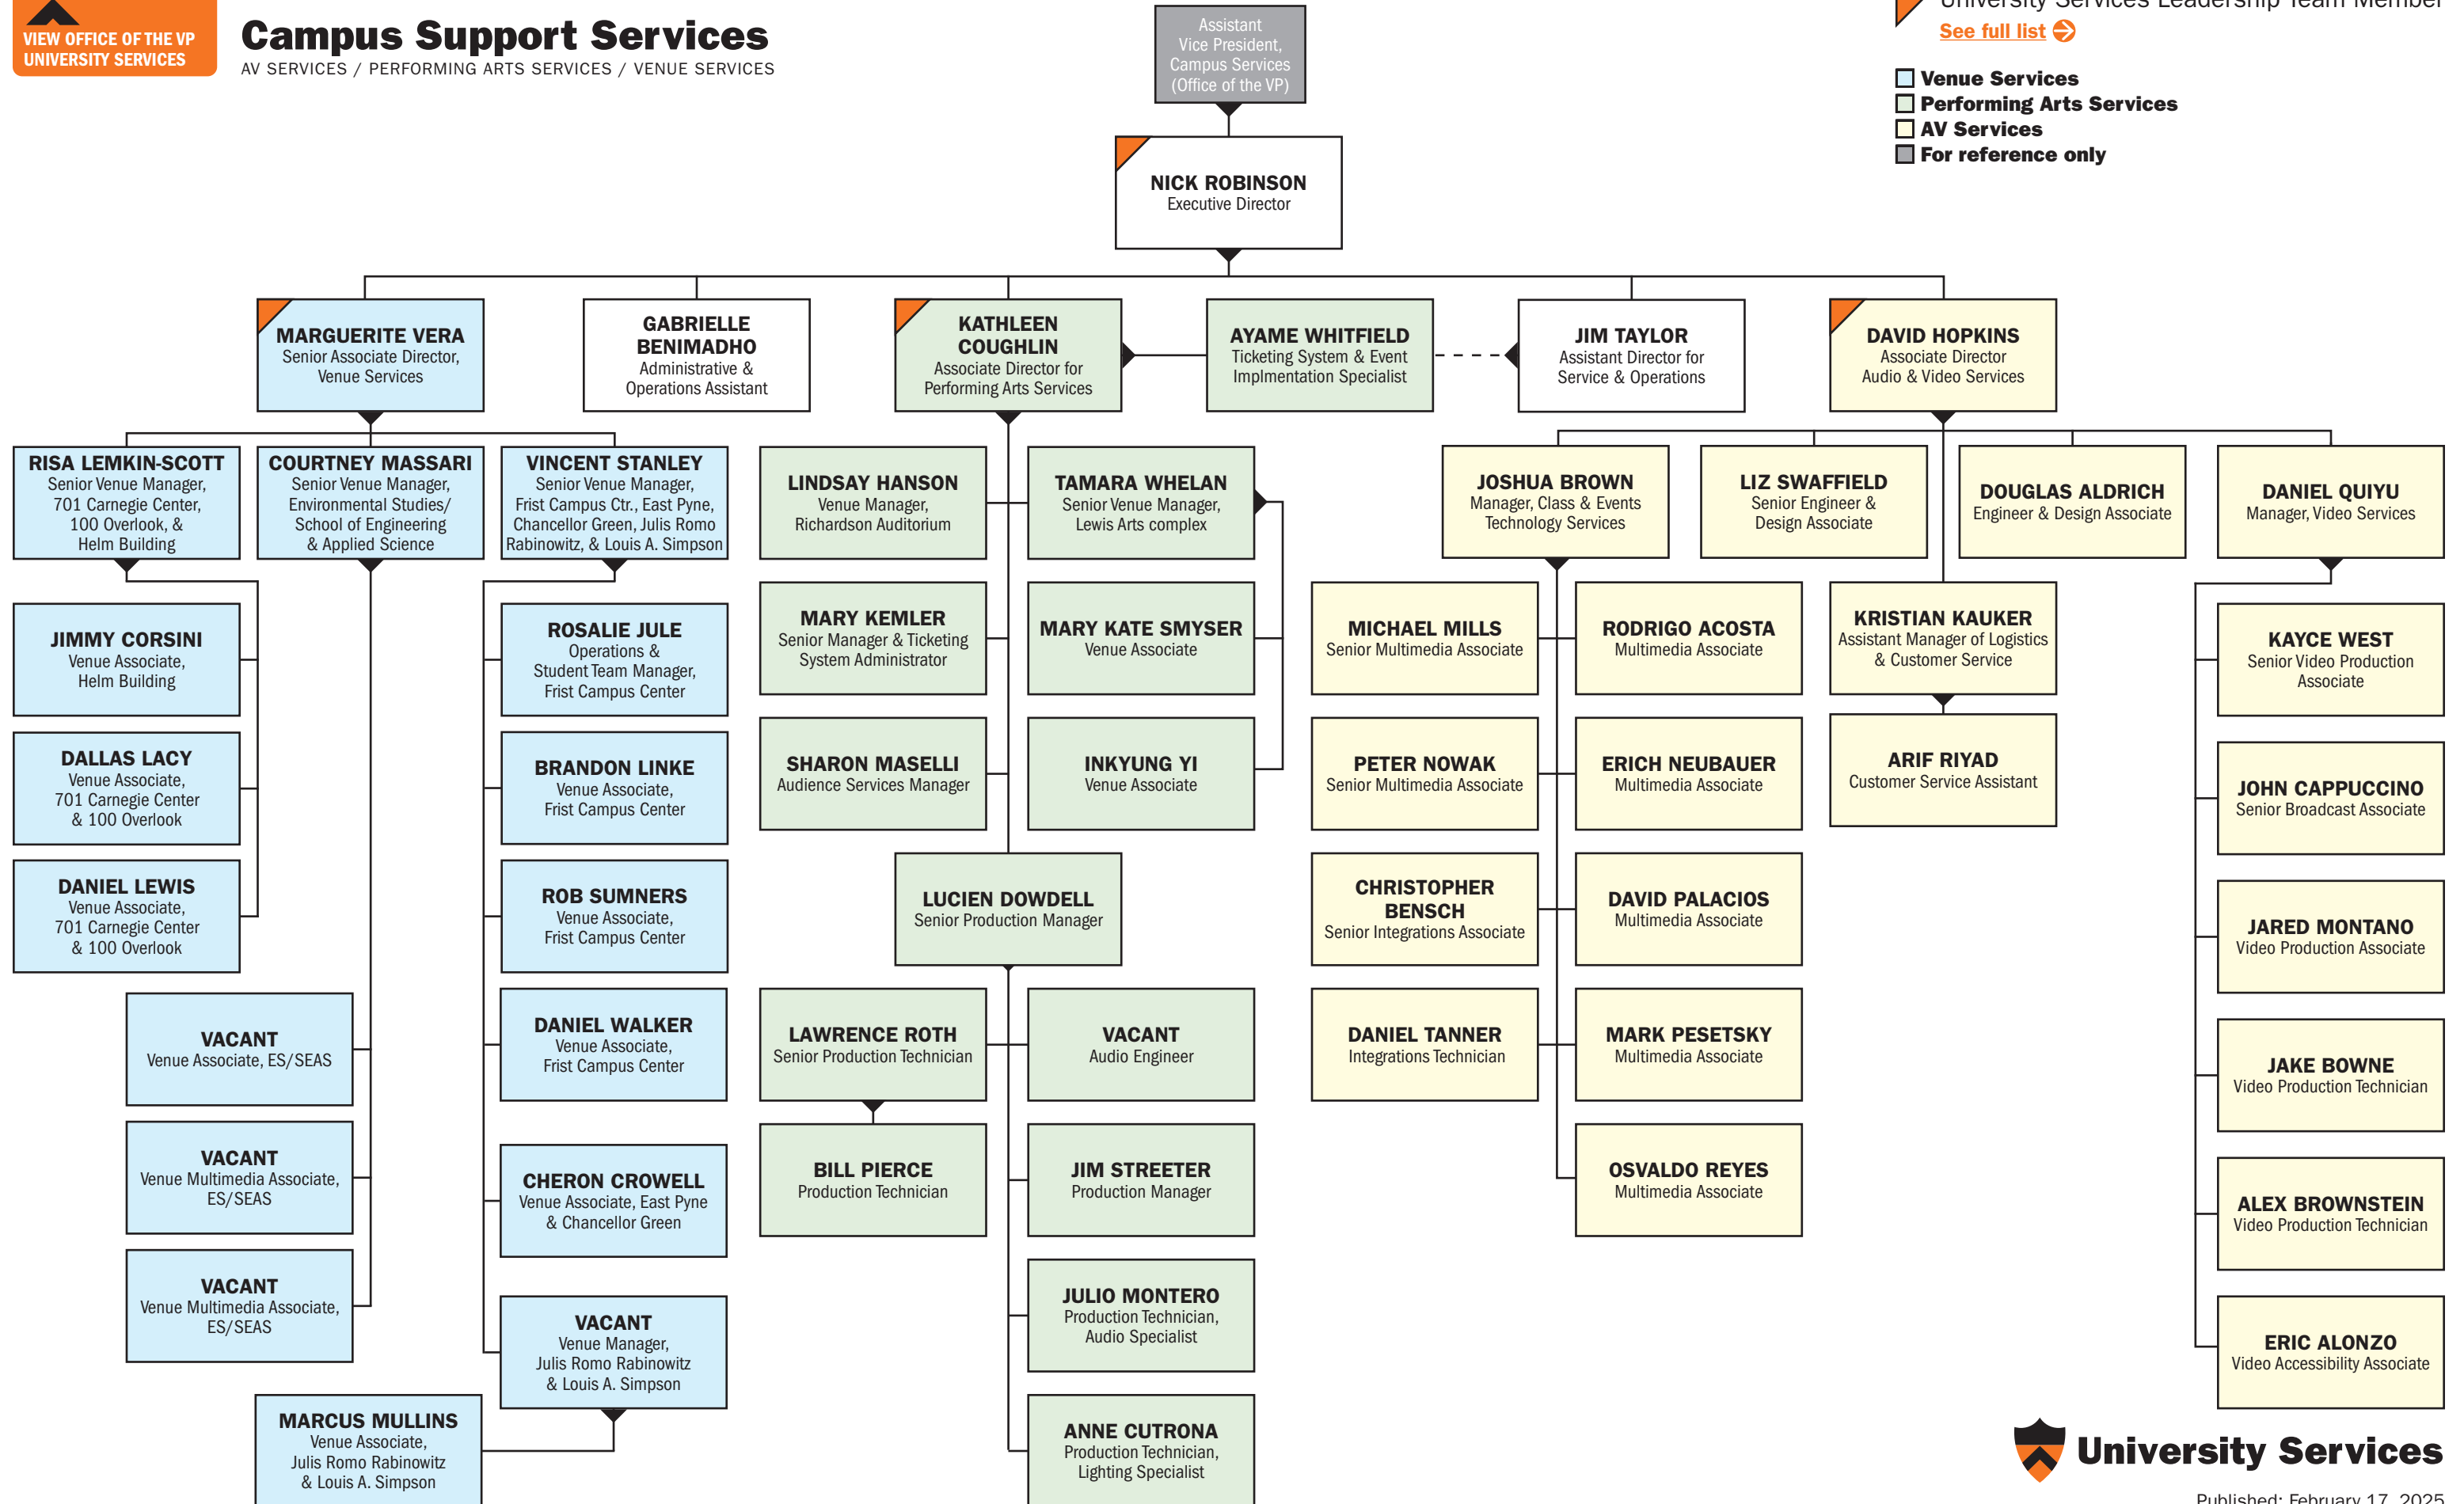 VIEW OFFICE OF THE VP
UNIVERSITY SERVICES
Campus Support Services
AV SERVICES / PERFORMING ARTS SERVICES / VENUE SERVICES
Assistant
Vice President,
Campus Services
(Office of the VP)
University Services Leadership Team Member
See full list
Venue Services
Performing Arts Services
AV Services
For reference only
NICK ROBINSON
Executive Director
MARGUERITE VERA
Senior Associate Director,
Venue Services
GABRIELLE
BENIMADHO
Administrative &
Operations Assistant
KATHLEEN
COUGHLIN
Associate Director for
Performing Arts Services
AYAME WHITFIELD
Ticketing System & Event
Implmentation Specialist
JIM TAYLOR
Assistant Director for
Service & Operations
DAVID HOPKINS
Associate Director
Audio & Video Services
RISA LEMKIN-SCOTT
Senior Venue Manager,
701 Carnegie Center,
100 Overlook, &
Helm Building
COURTNEY MASSARI
Senior Venue Manager,
Environmental Studies/
School of Engineering
& Applied Science
VINCENT STANLEY
Senior Venue Manager,
Frist Campus Ctr., East Pyne,
Chancellor Green, Julis Romo
Rabinowitz, & Louis A. Simpson
LINDSAY HANSON
Venue Manager,
Richardson Auditorium
TAMARA WHELAN
Senior Venue Manager,
Lewis Arts complex
JOSHUA BROWN
Manager, Class & Events
Technology Services
LIZ SWAFFIELD
Senior Engineer &
Design Associate
DOUGLAS ALDRICH
Engineer & Design Associate
DANIEL QUIYU
Manager, Video Services
JIMMY CORSINI
Venue Associate,
Helm Building
ROSALIE JULE
Operations &
Student Team Manager,
Frist Campus Center
MARY KEMLER
Senior Manager & Ticketing
System Administrator
MARY KATE SMYSER
Venue Associate
MICHAEL MILLS
Senior Multimedia Associate
RODRIGO ACOSTA
Multimedia Associate
KRISTIAN KAUKER
Assistant Manager of Logistics
& Customer Service
KAYCE WEST
Senior Video Production
Associate
DALLAS LACY
Venue Associate,
701 Carnegie Center
& 100 Overlook
BRANDON LINKE
Venue Associate,
Frist Campus Center
SHARON MASELLI
Audience Services Manager
INKYUNG YI
Venue Associate
PETER NOWAK
Senior Multimedia Associate
ERICH NEUBAUER
Multimedia Associate
ARIF RIYAD
Customer Service Assistant
JOHN CAPPUCCINO
Senior Broadcast Associate
DANIEL LEWIS
Venue Associate,
701 Carnegie Center
& 100 Overlook
ROB SUMNERS
Venue Associate,
Frist Campus Center
LUCIEN DOWDELL
Senior Production Manager
CHRISTOPHER
BENSCH
Senior Integrations Associate
DAVID PALACIOS
Multimedia Associate
JARED MONTANO
Video Production Associate
VACANT
Venue Associate, ES/SEAS
DANIEL WALKER
Venue Associate,
Frist Campus Center
LAWRENCE ROTH
Senior Production Technician
VACANT
Audio Engineer
DANIEL TANNER
Integrations Technician
MARK PESETSKY
Multimedia Associate
JAKE BOWNE
Video Production Technician
VACANT
Venue Multimedia Associate,
ES/SEAS
CHERON CROWELL
Venue Associate, East Pyne
& Chancellor Green
BILL PIERCE
Production Technician
JIM STREETER
Production Manager
OSVALDO REYES
Multimedia Associate
ALEX BROWNSTEIN
Video Production Technician
VACANT
Venue Multimedia Associate,
ES/SEAS
VACANT
Venue Manager,
Julis Romo Rabinowitz
& Louis A. Simpson
JULIO MONTERO
Production Technician,
Audio Specialist
ERIC ALONZO
Video Accessibility Associate
MARCUS MULLINS
Venue Associate,
Julis Romo Rabinowitz
& Louis A. Simpson
ANNE CUTRONA
Production Technician,
Lighting Specialist
University Services
Published: February 17, 2025